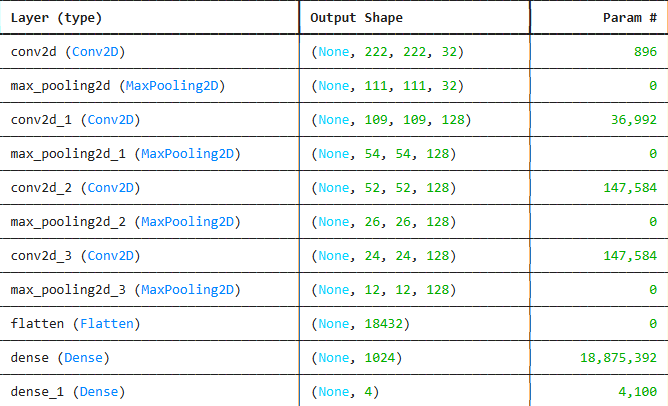 Layer (type) Output Shape Param #
conv2d (Conv2D) (None, 222, 222, 32) 896
max_pooling2d (MaxPooling2D) (None, 111, 111, 32) 0
conv2d_1 (Conv2D) (None, 109, 109, 128) 36,992
max_pooling2d_1 (MaxPooling2D) (None, 54, 54, 128) 0
conv2d_2 (Conv2D) (None, 52, 52, 128) 147,584
max_pooling2d_2 (MaxPooling2D) (None, 26, 26, 128) 0
conv2d_3 (Conv2D) (None, 24, 24, 128) 147,584
max_pooling2d_3 (MaxPooling2D) (None, 12, 12, 128) 0
flatten (Flatten) (None, 18432) 0
dense (Dense) (None, 1024) 18,875,392
dense_1 (Dense) (None, 4) 4,100